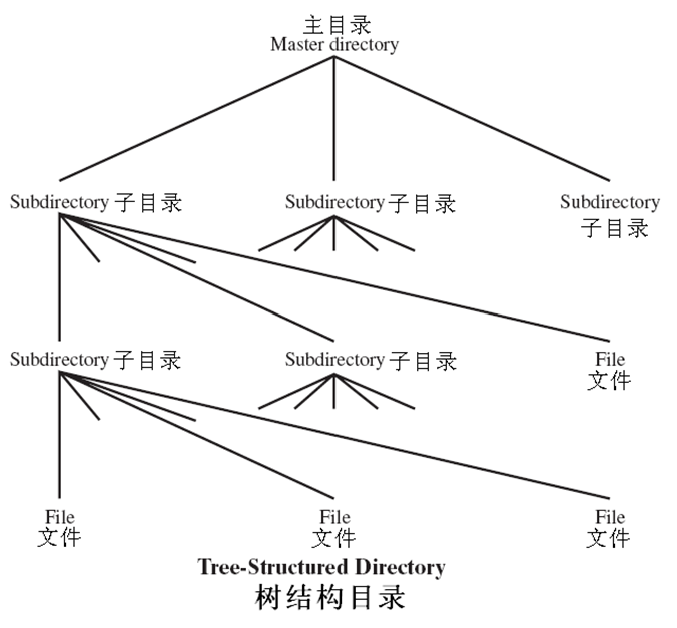 主目录
Master directory
Subdirectory 子目录
Subdirectory 子目录
Subdirectory
子目录
Subdirectory 子目录
Subdirectory 子目录
File
文件
File
文件
File
文件
File
文件
Tree-Structured Directory
树结构目录